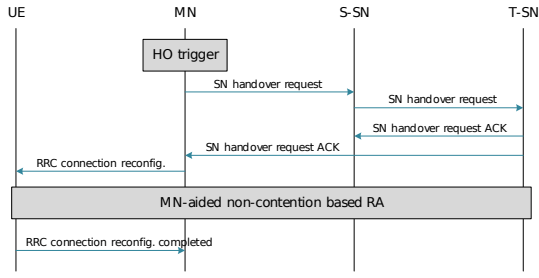 UE MN S-SN T-SN
HO trigger
SN handover request
SN handover request
SN handover request ACK
SN handover request ACK
RRC connection reconfig.
MN-aided non-contention based RA
RRC connection reconfig. completed